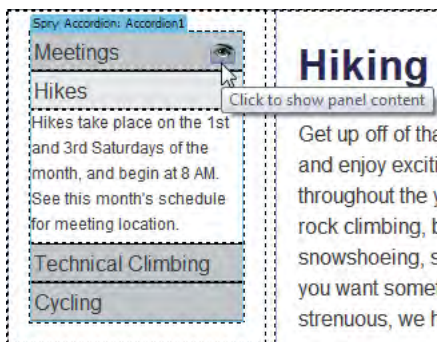 Spry Accordion: Accordion1
Meetings
Hikes
Click to show panel content
Hikes take place on the 1st
and 3rd Saturdays of the
month, and begin at 8 AM.
See this month's schedule
for meeting location.
Technical Climbing
Cycling
Hiking
Get up off of tha
and enjoy exciti
throughout the y
rock climbing, b
snowshoeing, s
you want somet
strenuous, we h